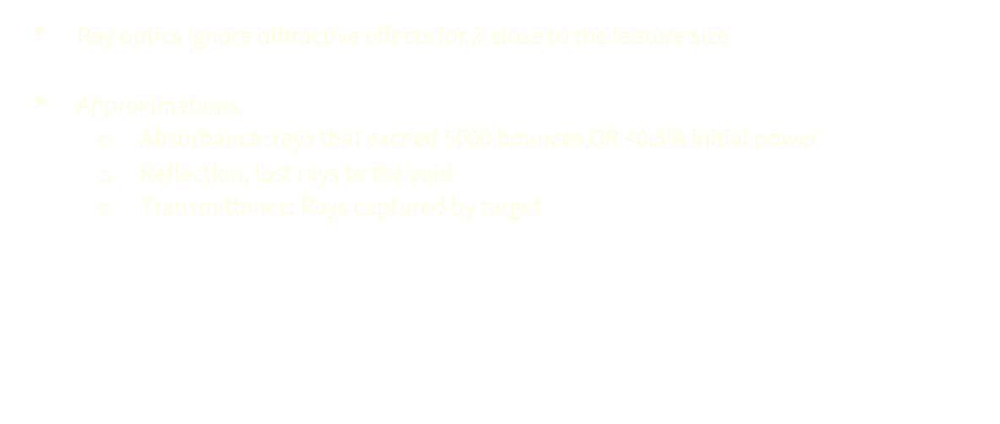 • Ray optics ignore diffractive effects for λ close to the feature size
• Approximations
o Absorbance: rays that exceed 5000 bounces OR <0.5% initial power
o Reflection: lost rays to the void
o Transmittance: Rays captured by target